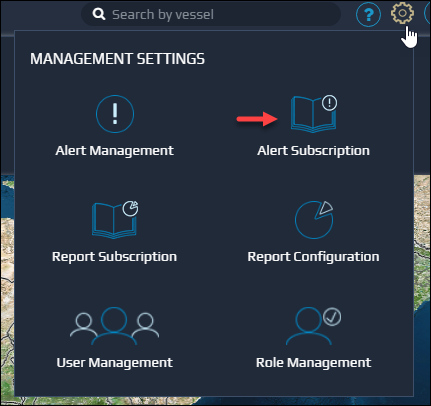 Search by vessel
?
MANAGEMENT SETTINGS
!
!
Alert Management
Alert Subscription
Report Subscription
Report Configuration
User Management
Role Management